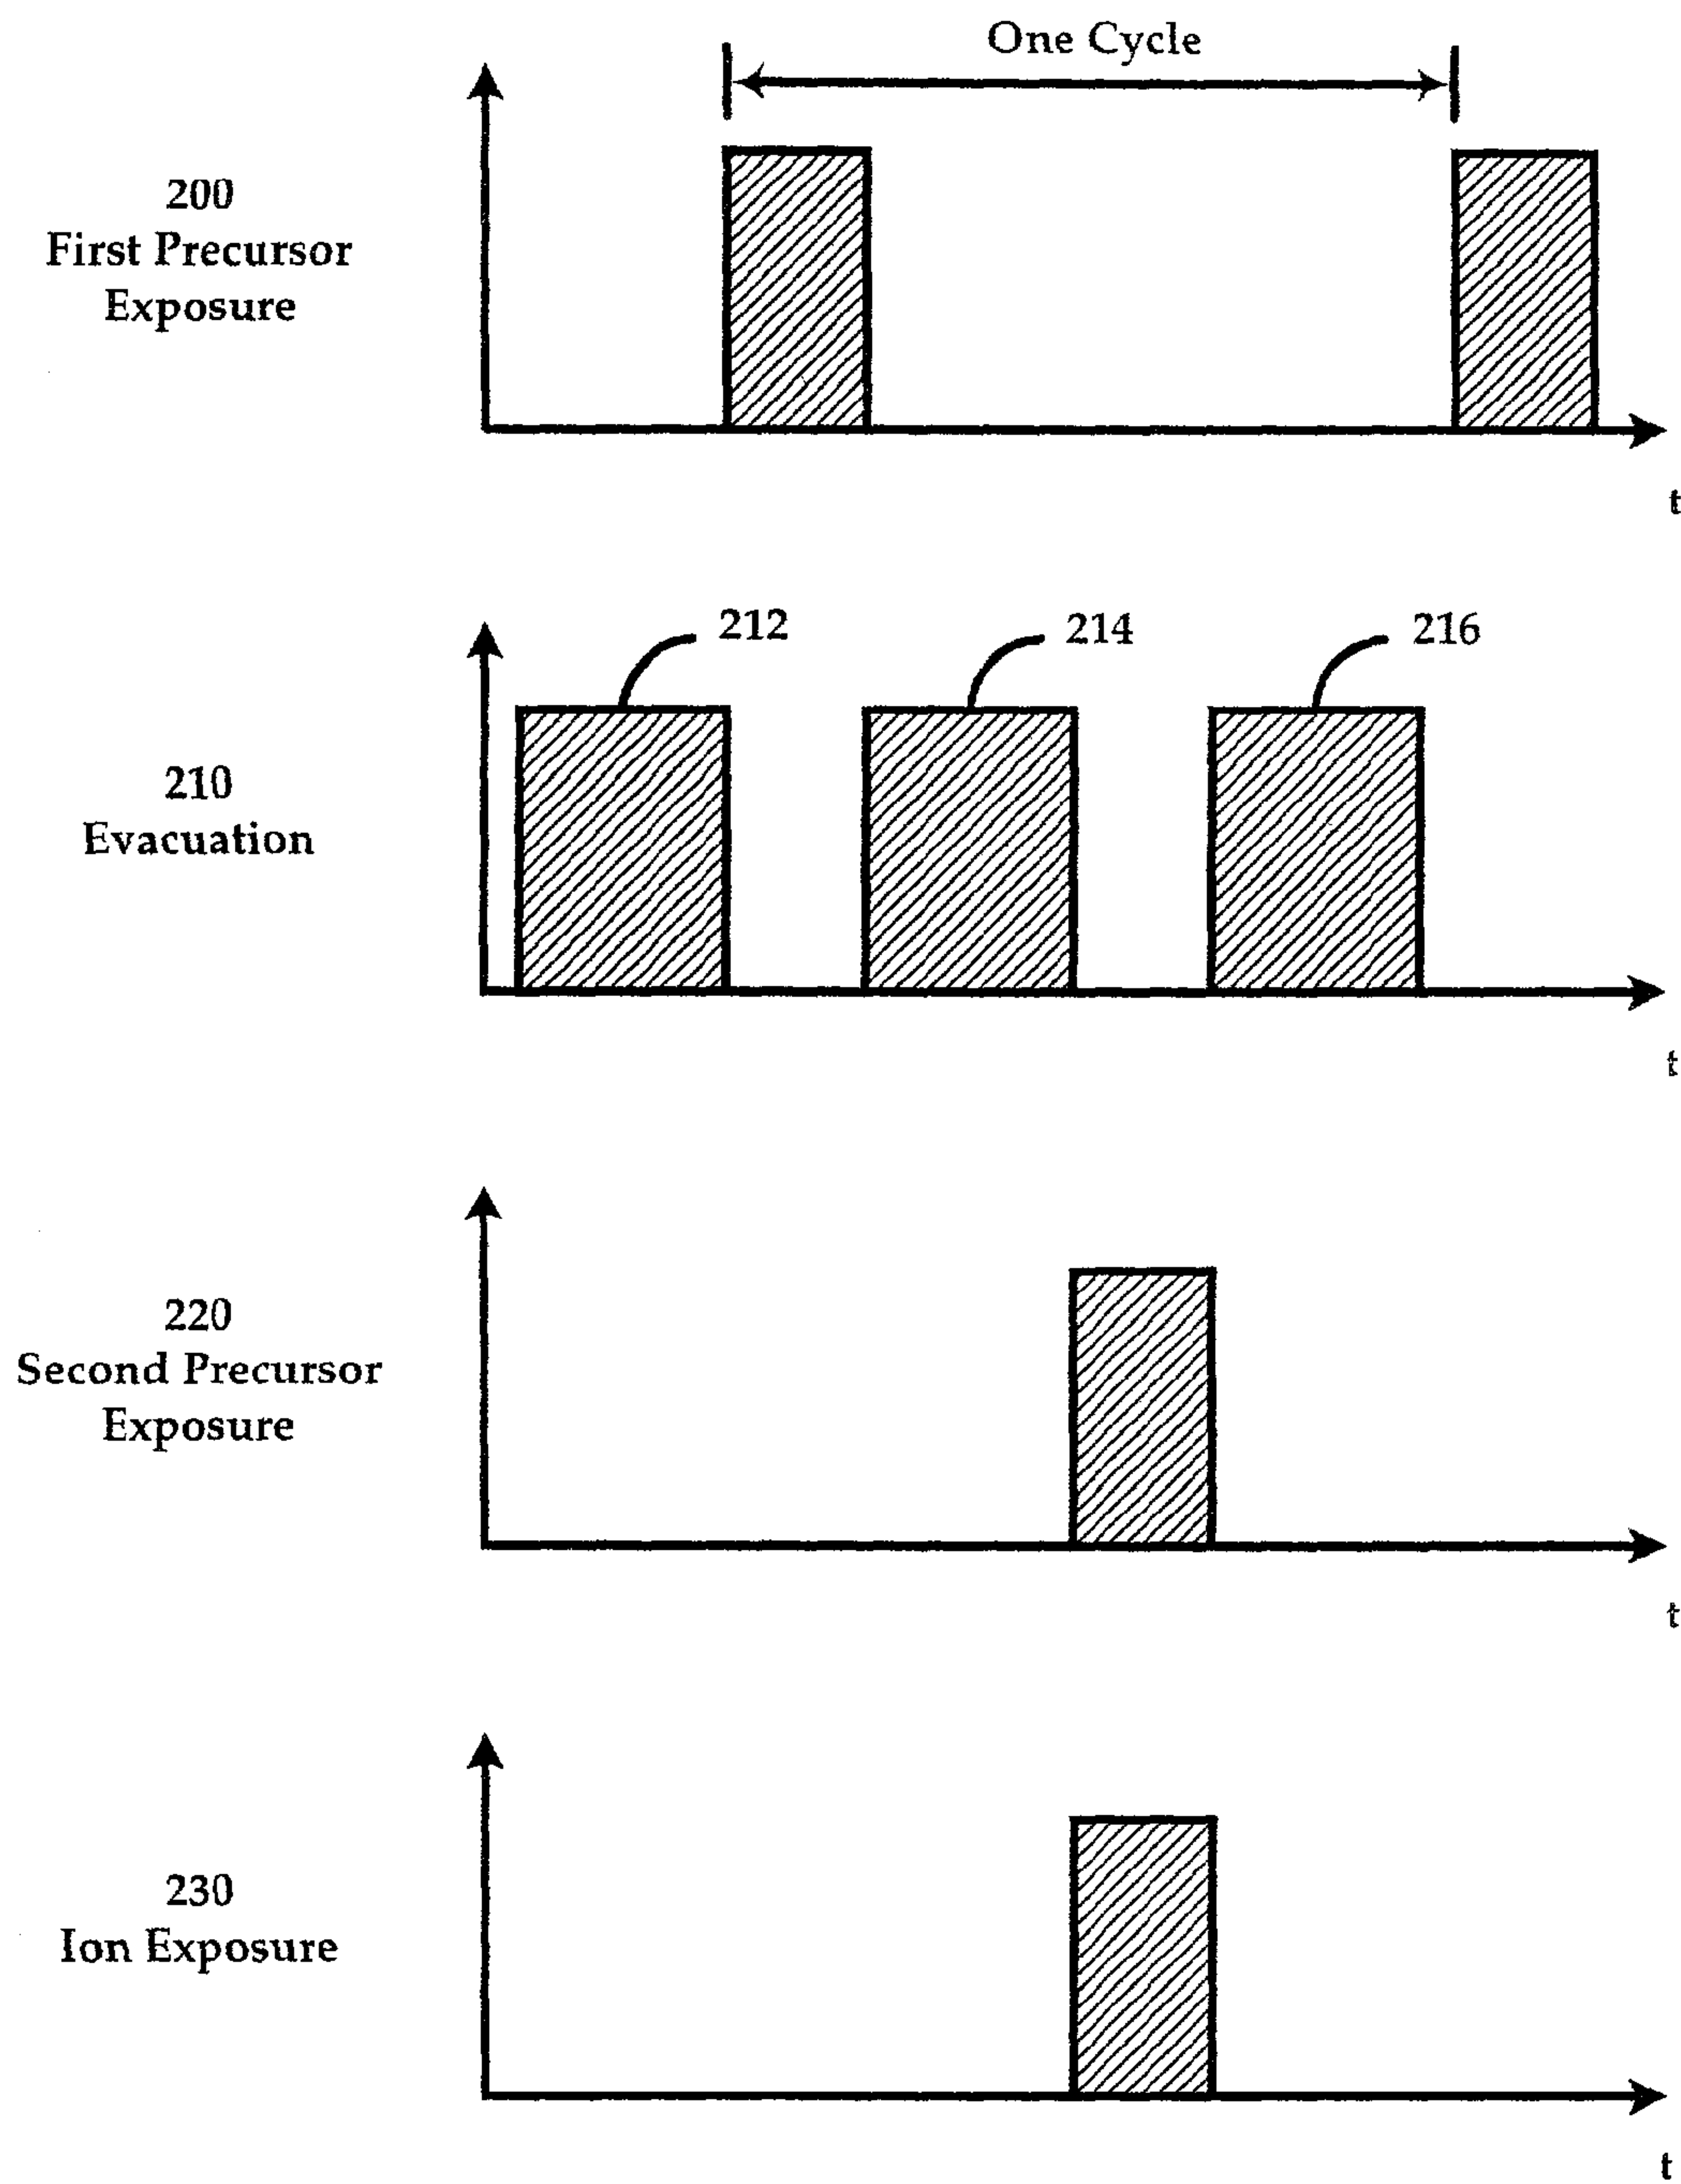 One Cycle
200
First Precursor
Exposure
t
212
214
216
210
Evacuation
t
220
Second Precursor
Exposure
t
230
Ion Exposure
t